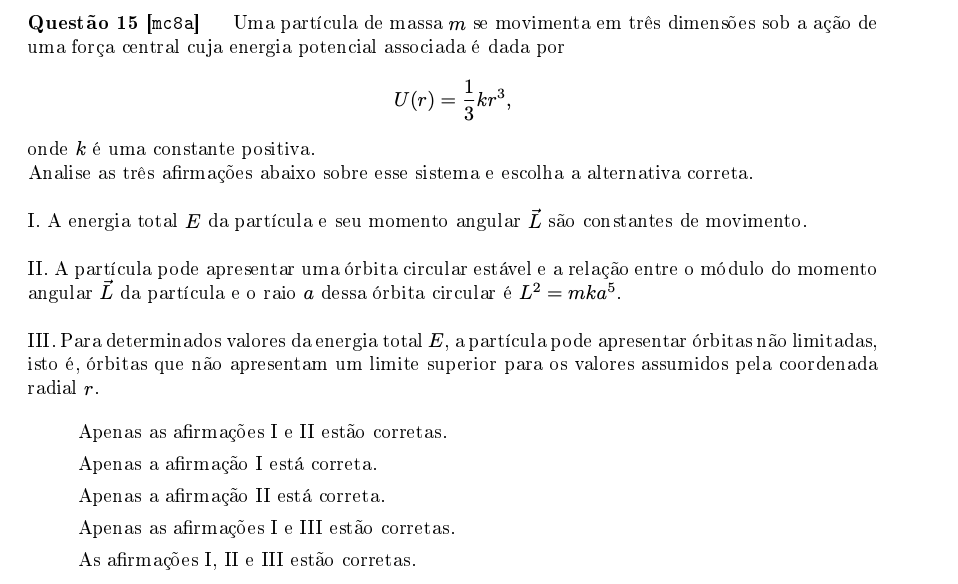 Questão 15 [mc8a] Uma partícula de massa m se movimenta em três dimensões sob a ação de
uma força central cuja energia potencial associada é dada por
U(r) = \frac{1}{3}kr^3,
onde k é uma constante positiva.
Analise as três afirmações abaixo sobre esse sistema e escolha a alternativa correta.
I. A energia total E da partícula e seu momento angular \vec{L} são constantes de movimento.
II. A partícula pode apresentar uma órbita circular estável e a relação entre o módulo do momento
angular \vec{L} da partícula e o raio a dessa órbita circular é L^2 = mka^5.
III. Para determinados valores da energia total E, a partícula pode apresentar órbitas não limitadas,
isto é, órbitas que não apresentam um limite superior para os valores assumidos pela coordenada
radial r.
Apenas as afirmações I e II estão corretas.
Apenas a afirmação I está correta.
Apenas a afirmação II está correta.
Apenas as afirmações I e III estão corretas.
As afirmações I, II e III estão corretas.